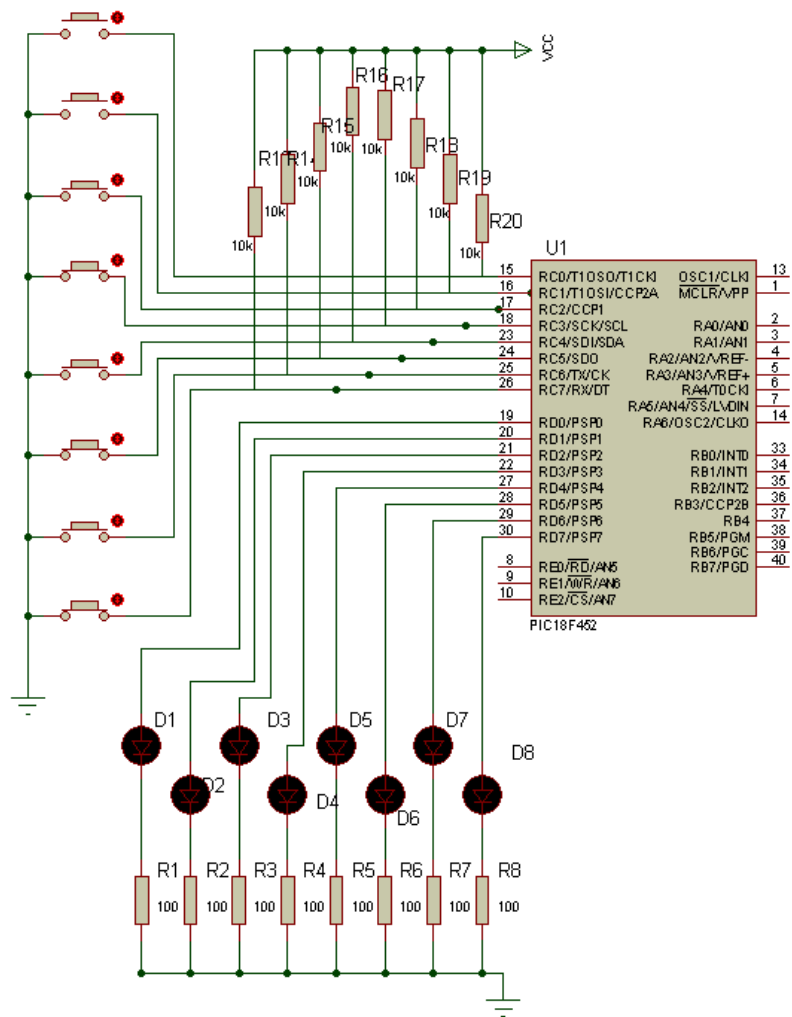 VCC
R16
10k
R17
10k
R15
10k
R18
10k
10k
R19
10k
R20
10k
U1
15 RC0/T1OSO/T1CKI OSC1/CLKI 13
16 RC1/T1OSI/CCP2A MCLR/VPP 1
17 RC2/CCP1
18 RC3/SCK/SCL RA0/AN0 2
23 RC4/SDI/SDA RA1/AN1 3
24 RC5/SDO RA2/AN2/VREF- 4
25 RC6/TX/CK RA3/AN3/VREF+ 5
26 RC7/RX/DT RA4/T0CKI 6
RA5/AN4/SS/LVDIN 7
19 RD0/PSP0 RA6/OSC2/CLKO 14
20 RD1/PSP1
21 RD2/PSP2 RB0/INT0 33
22 RD3/PSP3 RB1/INT1 34
27 RD4/PSP4 RB2/INT2 35
28 RD5/PSP5 RB3/CCP2B 36
29 RD6/PSP6 RB4 37
30 RD7/PSP7 RB5/PGM 38
RB6/PGC 39
8 RE0/RD/AN5 RB7/PGD 40
9 RE1/WR/AN6
10 RE2/CS/AN7
PIC18F452
D1 D3 D5 D7
D2 D4 D6 D8
R1 R2 R3 R4 R5 R6 R7 R8
100 100 100 100 100 100 100 100